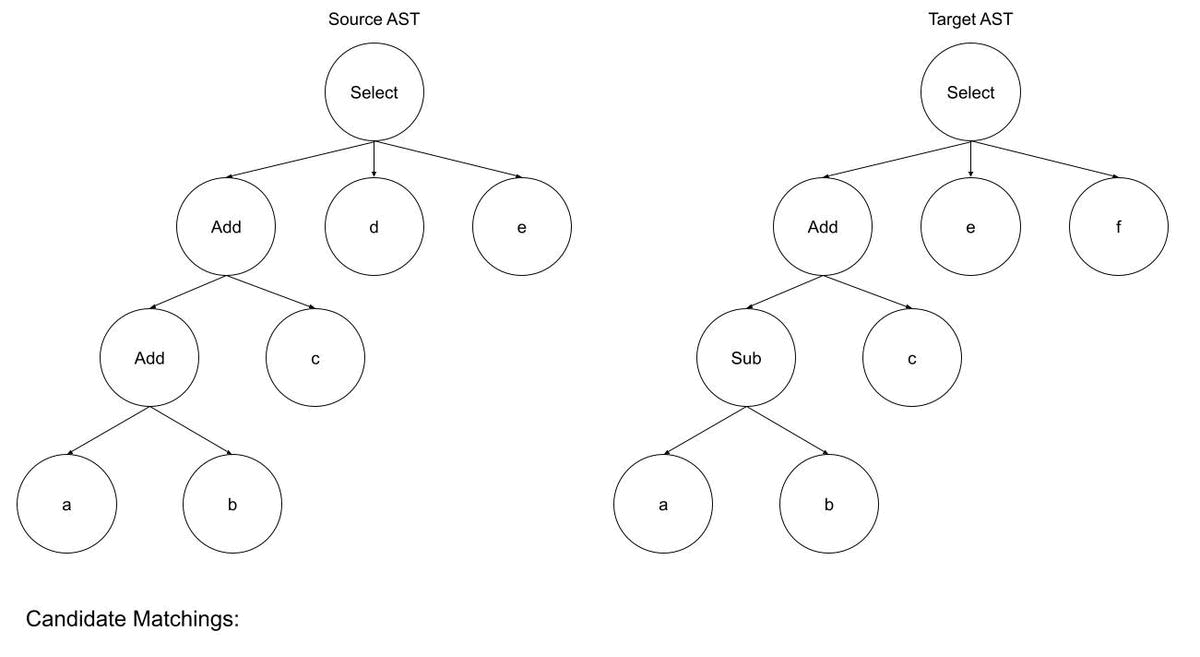 Source AST
Target AST
Select
Select
Add
d
e
Add
e
f
Add
c
Sub
c
a
b
a
b
Candidate Matchings: